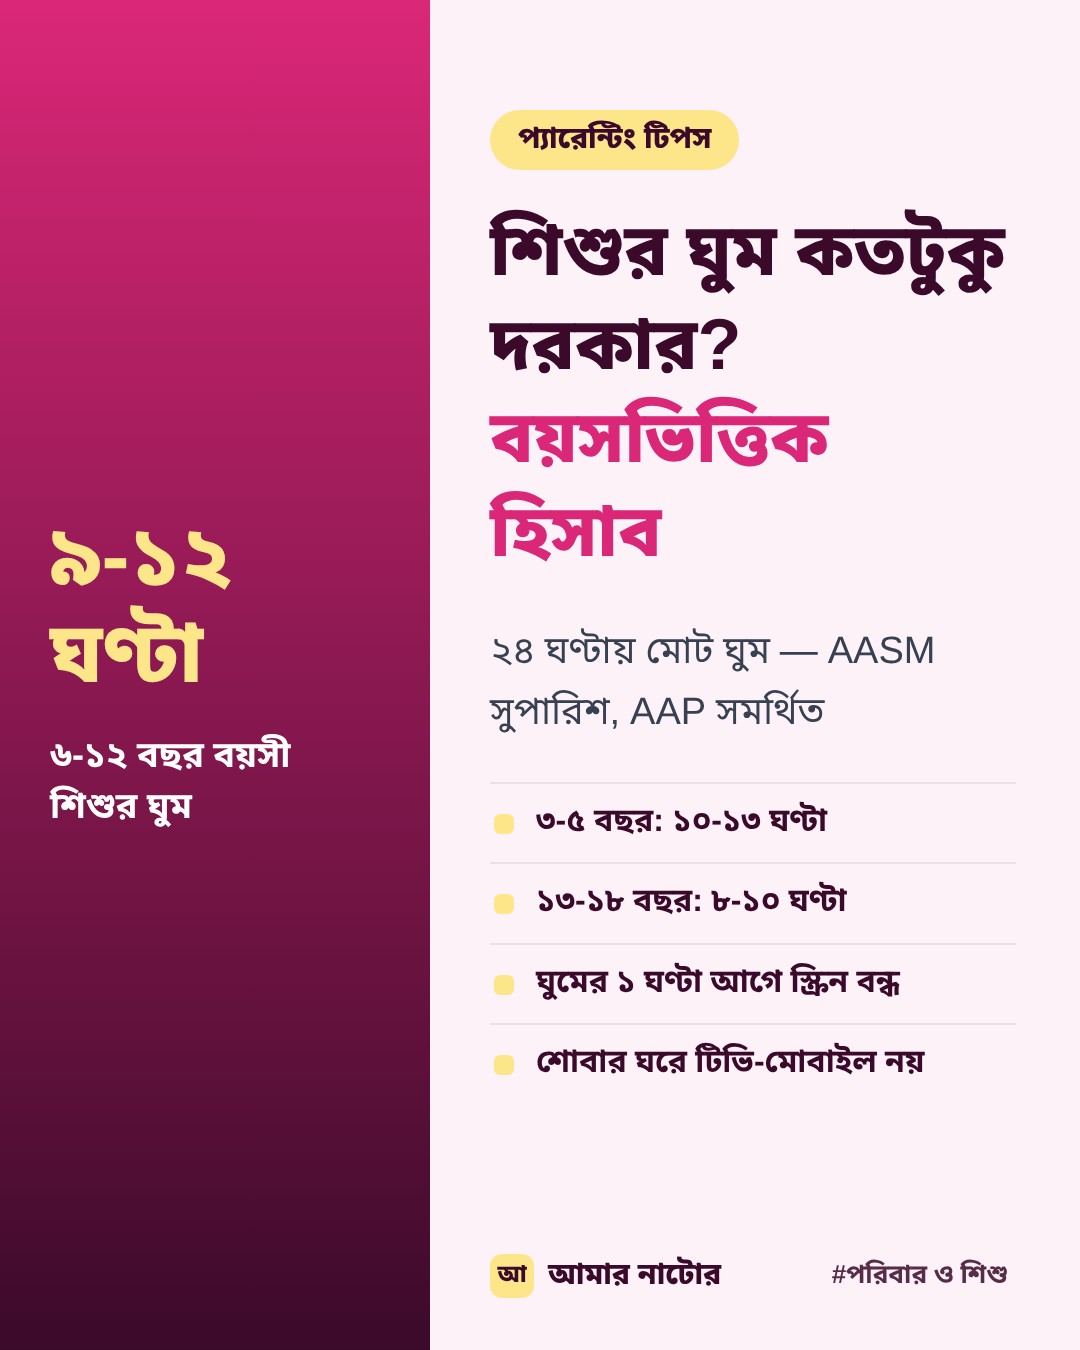 ৯-১২
ঘণ্টা
৬-১২ বছর বয়সী
শিশুর ঘুম
প্যারেন্টিং টিপস
শিশুর ঘুম কতটুকু
দরকার?
বয়সভিত্তিক
হিসাব
২৪ ঘণ্টায় মোট ঘুম — AASM
সুপারিশ, AAP সমর্থিত
৩-৫ বছর: ১০-১৩ ঘণ্টা
১৩-১৮ বছর: ৮-১০ ঘণ্টা
ঘুমের ১ ঘণ্টা আগে স্ক্রিন বন্ধ
শোবার ঘরে টিভি-মোবাইল নয়
আ আমার নাটোর
#পরিবার ও শিশু